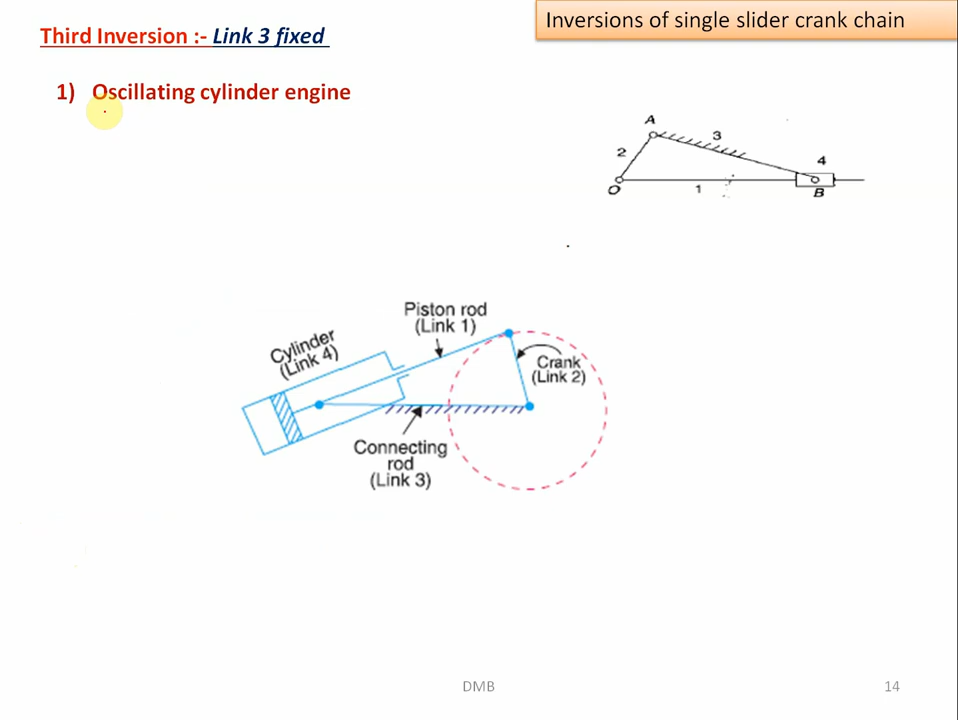 Inversions of single slider crank chain
Third Inversion :- Link 3 fixed
1) Oscillating cylinder engine
A
3
2
4
O
1
B
Piston rod
(Link 1)
Cylinder
(Link 4)
Crank
(Link 2)
Connecting
rod
(Link 3)
DMB
14